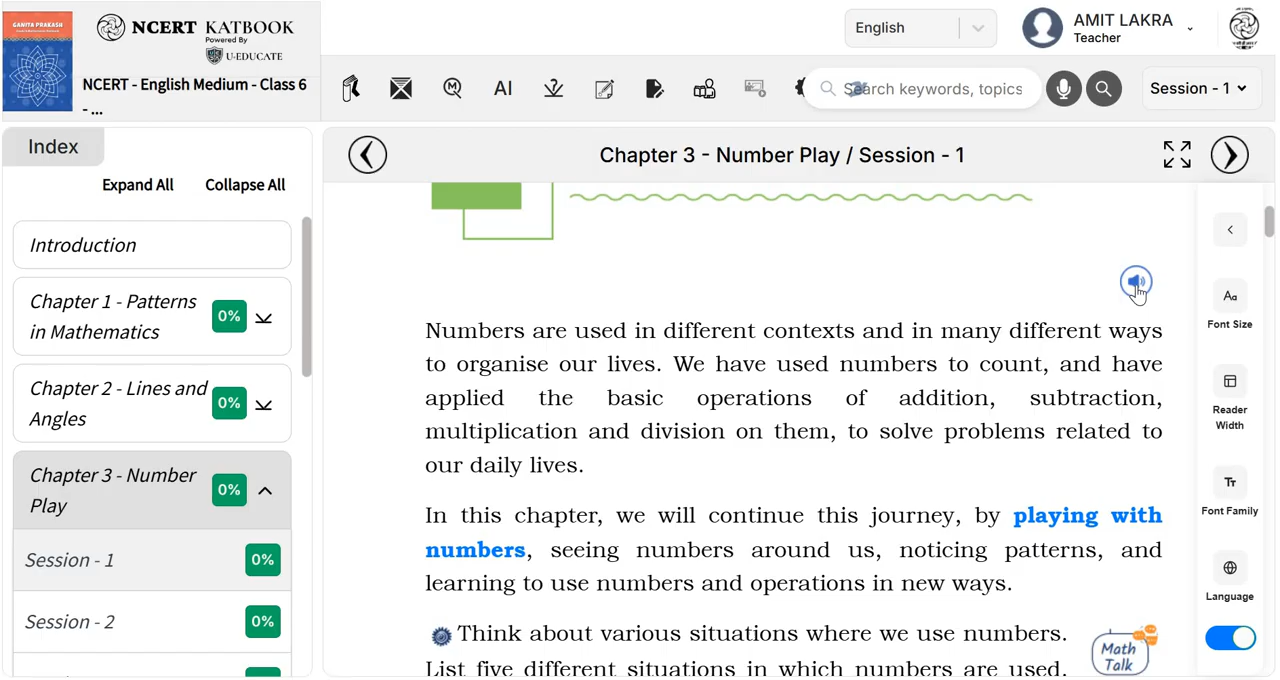 GANITA PRAKASH
NCERT KATBOOK
Powered By
U-EDUCATE
NCERT - English Medium - Class 6
- ...
English
AMIT LAKRA
Teacher
AI
Search keywords, topics
Session - 1
Index
Expand All Collapse All
Introduction
Chapter 1 - Patterns
in Mathematics
0%
Chapter 2 - Lines and
Angles
0%
Chapter 3 - Number
Play
0%
Session - 1 0%
Session - 2 0%
Chapter 3 - Number Play / Session - 1
Numbers are used in different contexts and in many different ways
to organise our lives. We have used numbers to count, and have
applied the basic operations of addition, subtraction,
multiplication and division on them, to solve problems related to
our daily lives.
In this chapter, we will continue this journey, by playing with
numbers, seeing numbers around us, noticing patterns, and
learning to use numbers and operations in new ways.
Think about various situations where we use numbers.
List five different situations in which numbers are used.
Math
Talk
Aa
Font Size
Reader
Width
Tт
Font Family
Language